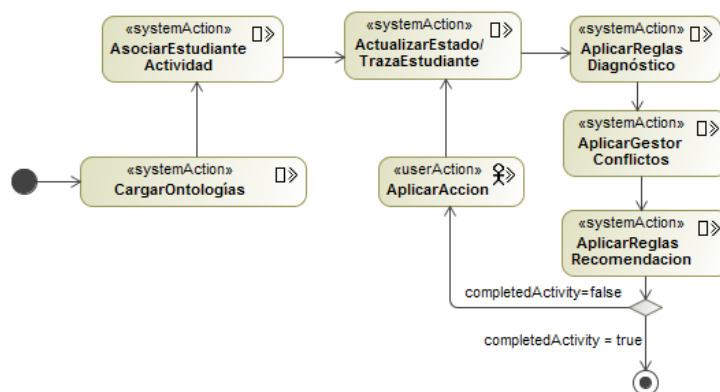 «systemAction»
AsociarEstudiante
Actividad
«systemAction»
ActualizarEstado/
TrazaEstudiante
«systemAction»
AplicarReglas
Diagnóstico
«systemAction»
CargarOntologías
«userAction»
AplicarAccion
«systemAction»
AplicarGestor
Conflictos
«systemAction»
AplicarReglas
Recomendacion
completedActivity=false
completedActivity = true